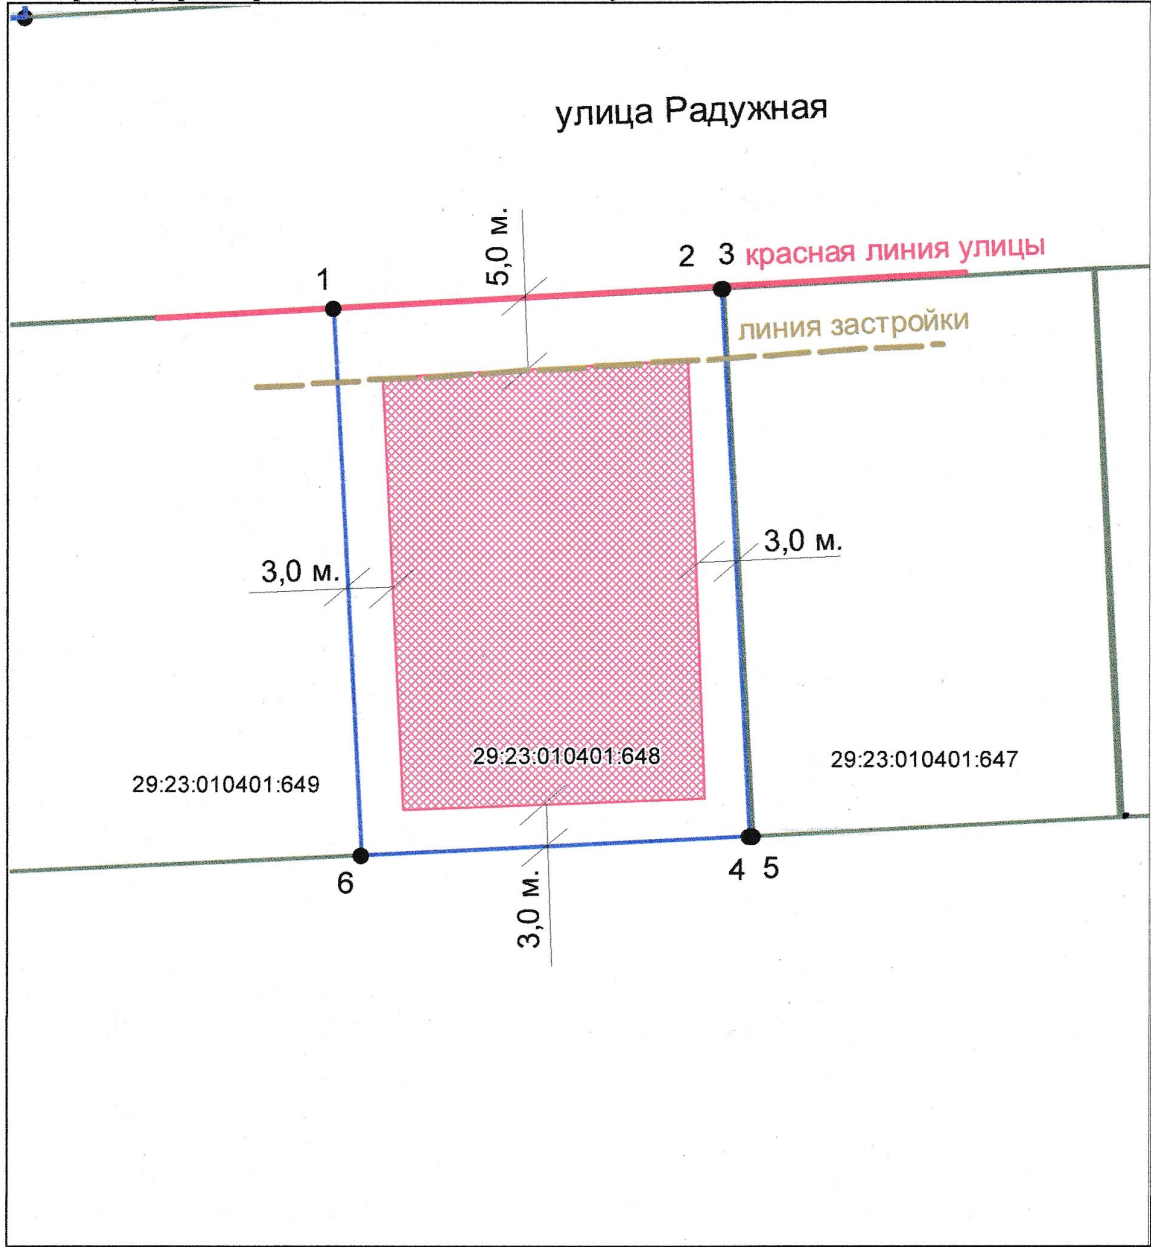 улица Радужная
5,0 м.
1
2 3 красная линия улицы
линия застройки
3,0 м.
3,0 м.
29:23:010401:649
29:23:010401:648
29:23:010401:647
6
4 5
3,0 м.